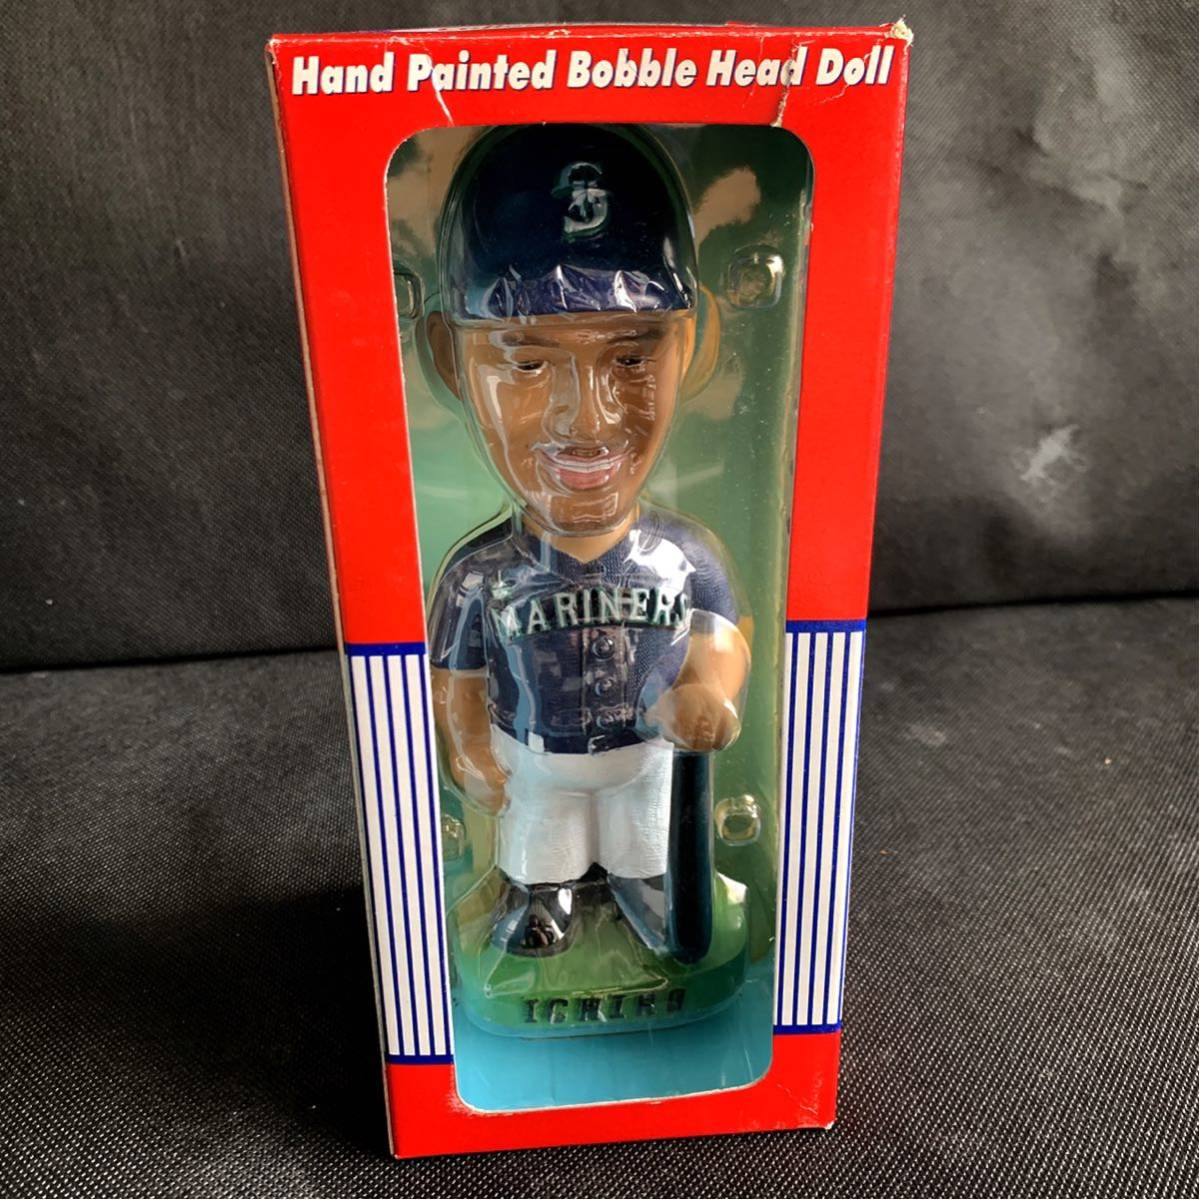 Hand Painted Bobble Head Doll
S
MARINERS
ICHIRO